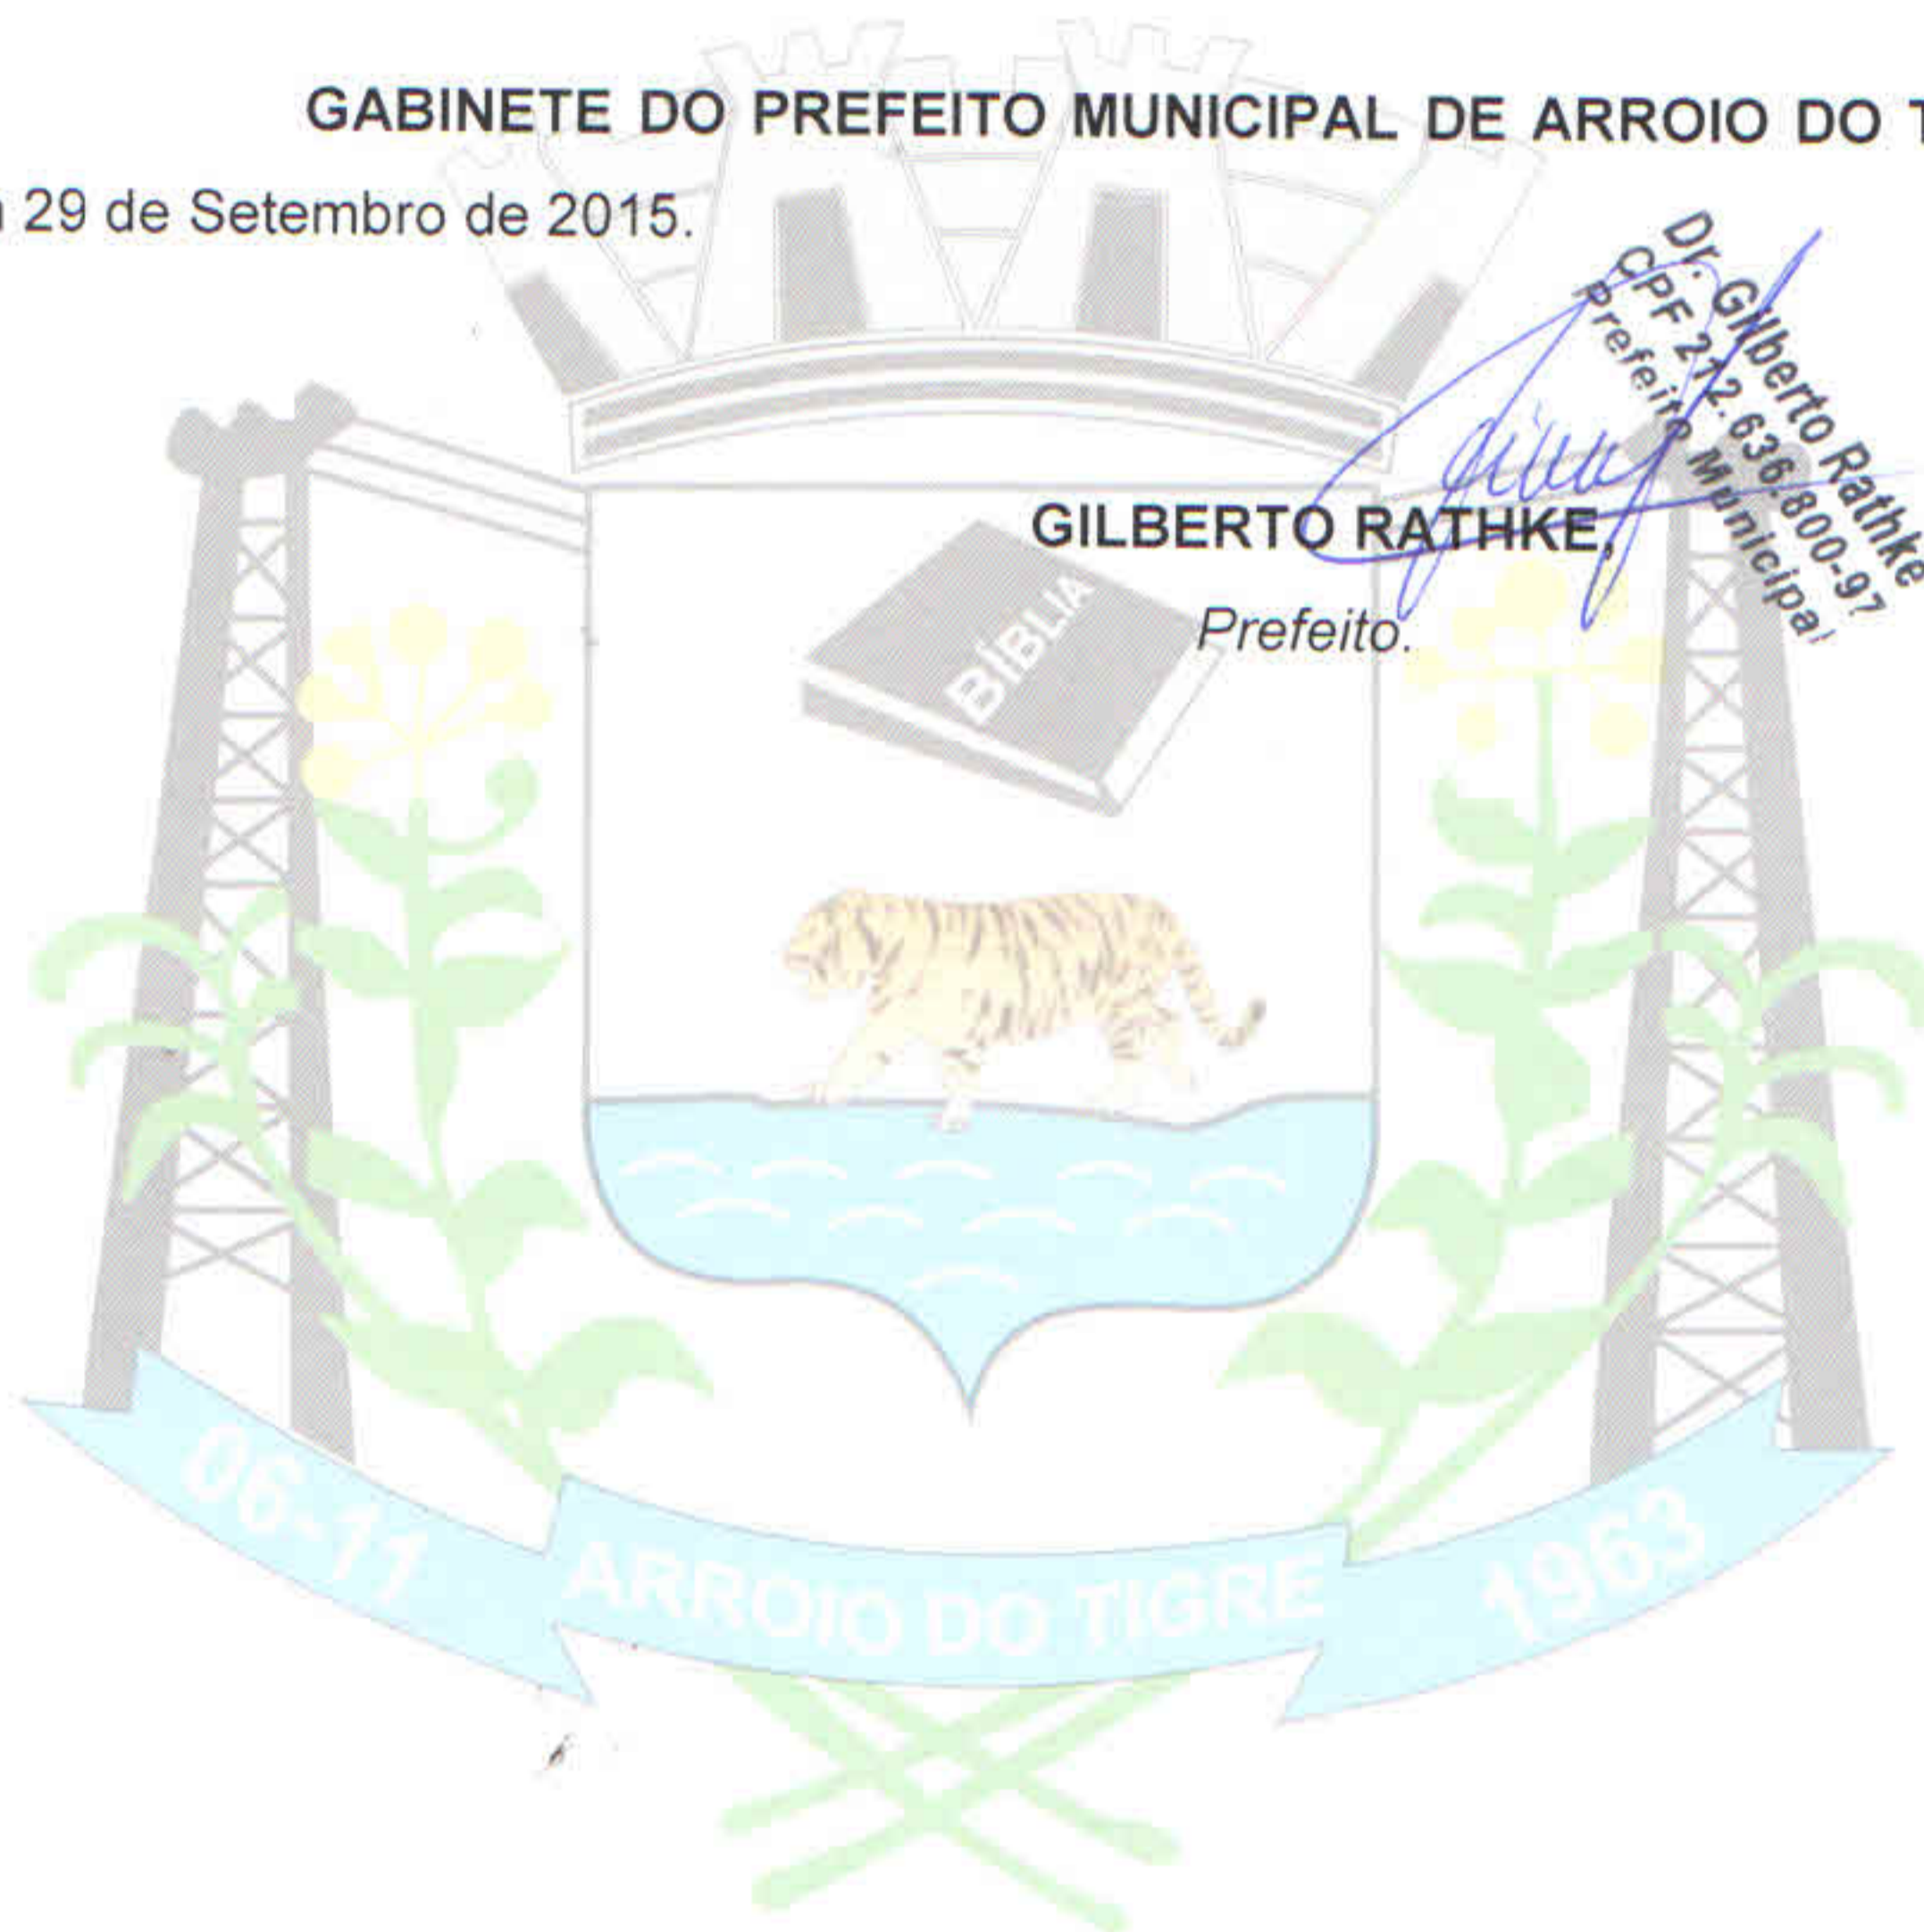 GABINETE DO PREFEITO MUNICIPAL DE ARROIO DO T
29 de Setembro de 2015.
Dr. Gilberto Rathke
CPF 212.636.800-97
Prefeito Municipal
GILBERTO RATHKE,
Prefeito.
BÍBLIA
06-11
ARROIO DO TIGRE
1963